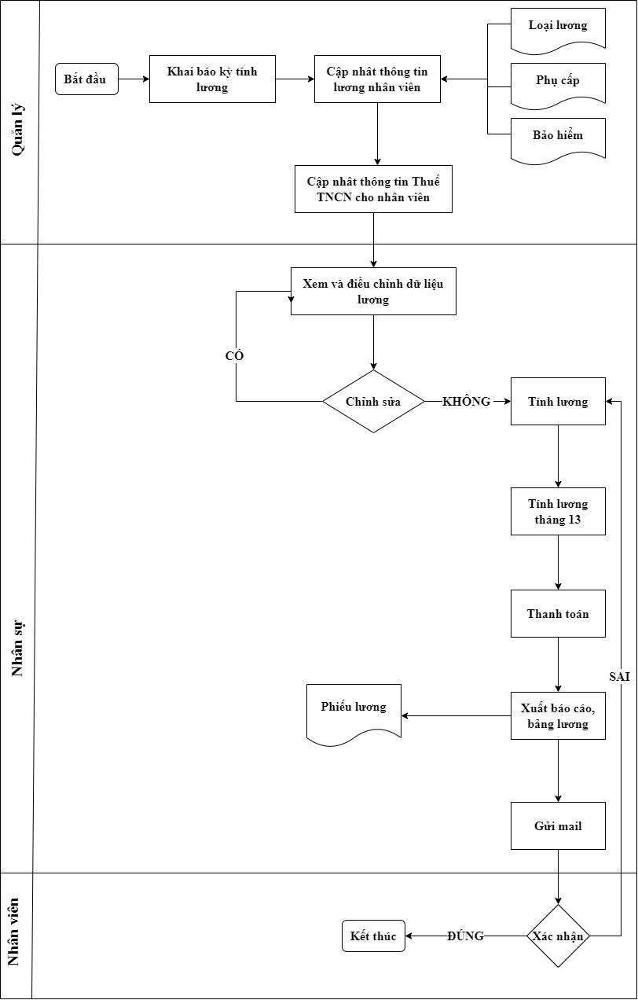 Quản lý
Bắt đầu
Khai báo kỳ tính
lương
Cập nhât thông tin
lương nhân viên
Loại lương
Phụ cấp
Bảo hiểm
Cập nhât thông tin Thuế
TNCN cho nhân viên
Nhân sự
Xem và điều chỉnh dữ liệu
lương
CÓ
Chỉnh sửa
KHÔNG
Tính lương
Tính lương
tháng 13
Thanh toán
SAI
Xuất báo cáo,
bảng lương
Phiếu lương
Gửi mail
Nhân viên
Xác nhận
ĐÚNG
Kết thúc